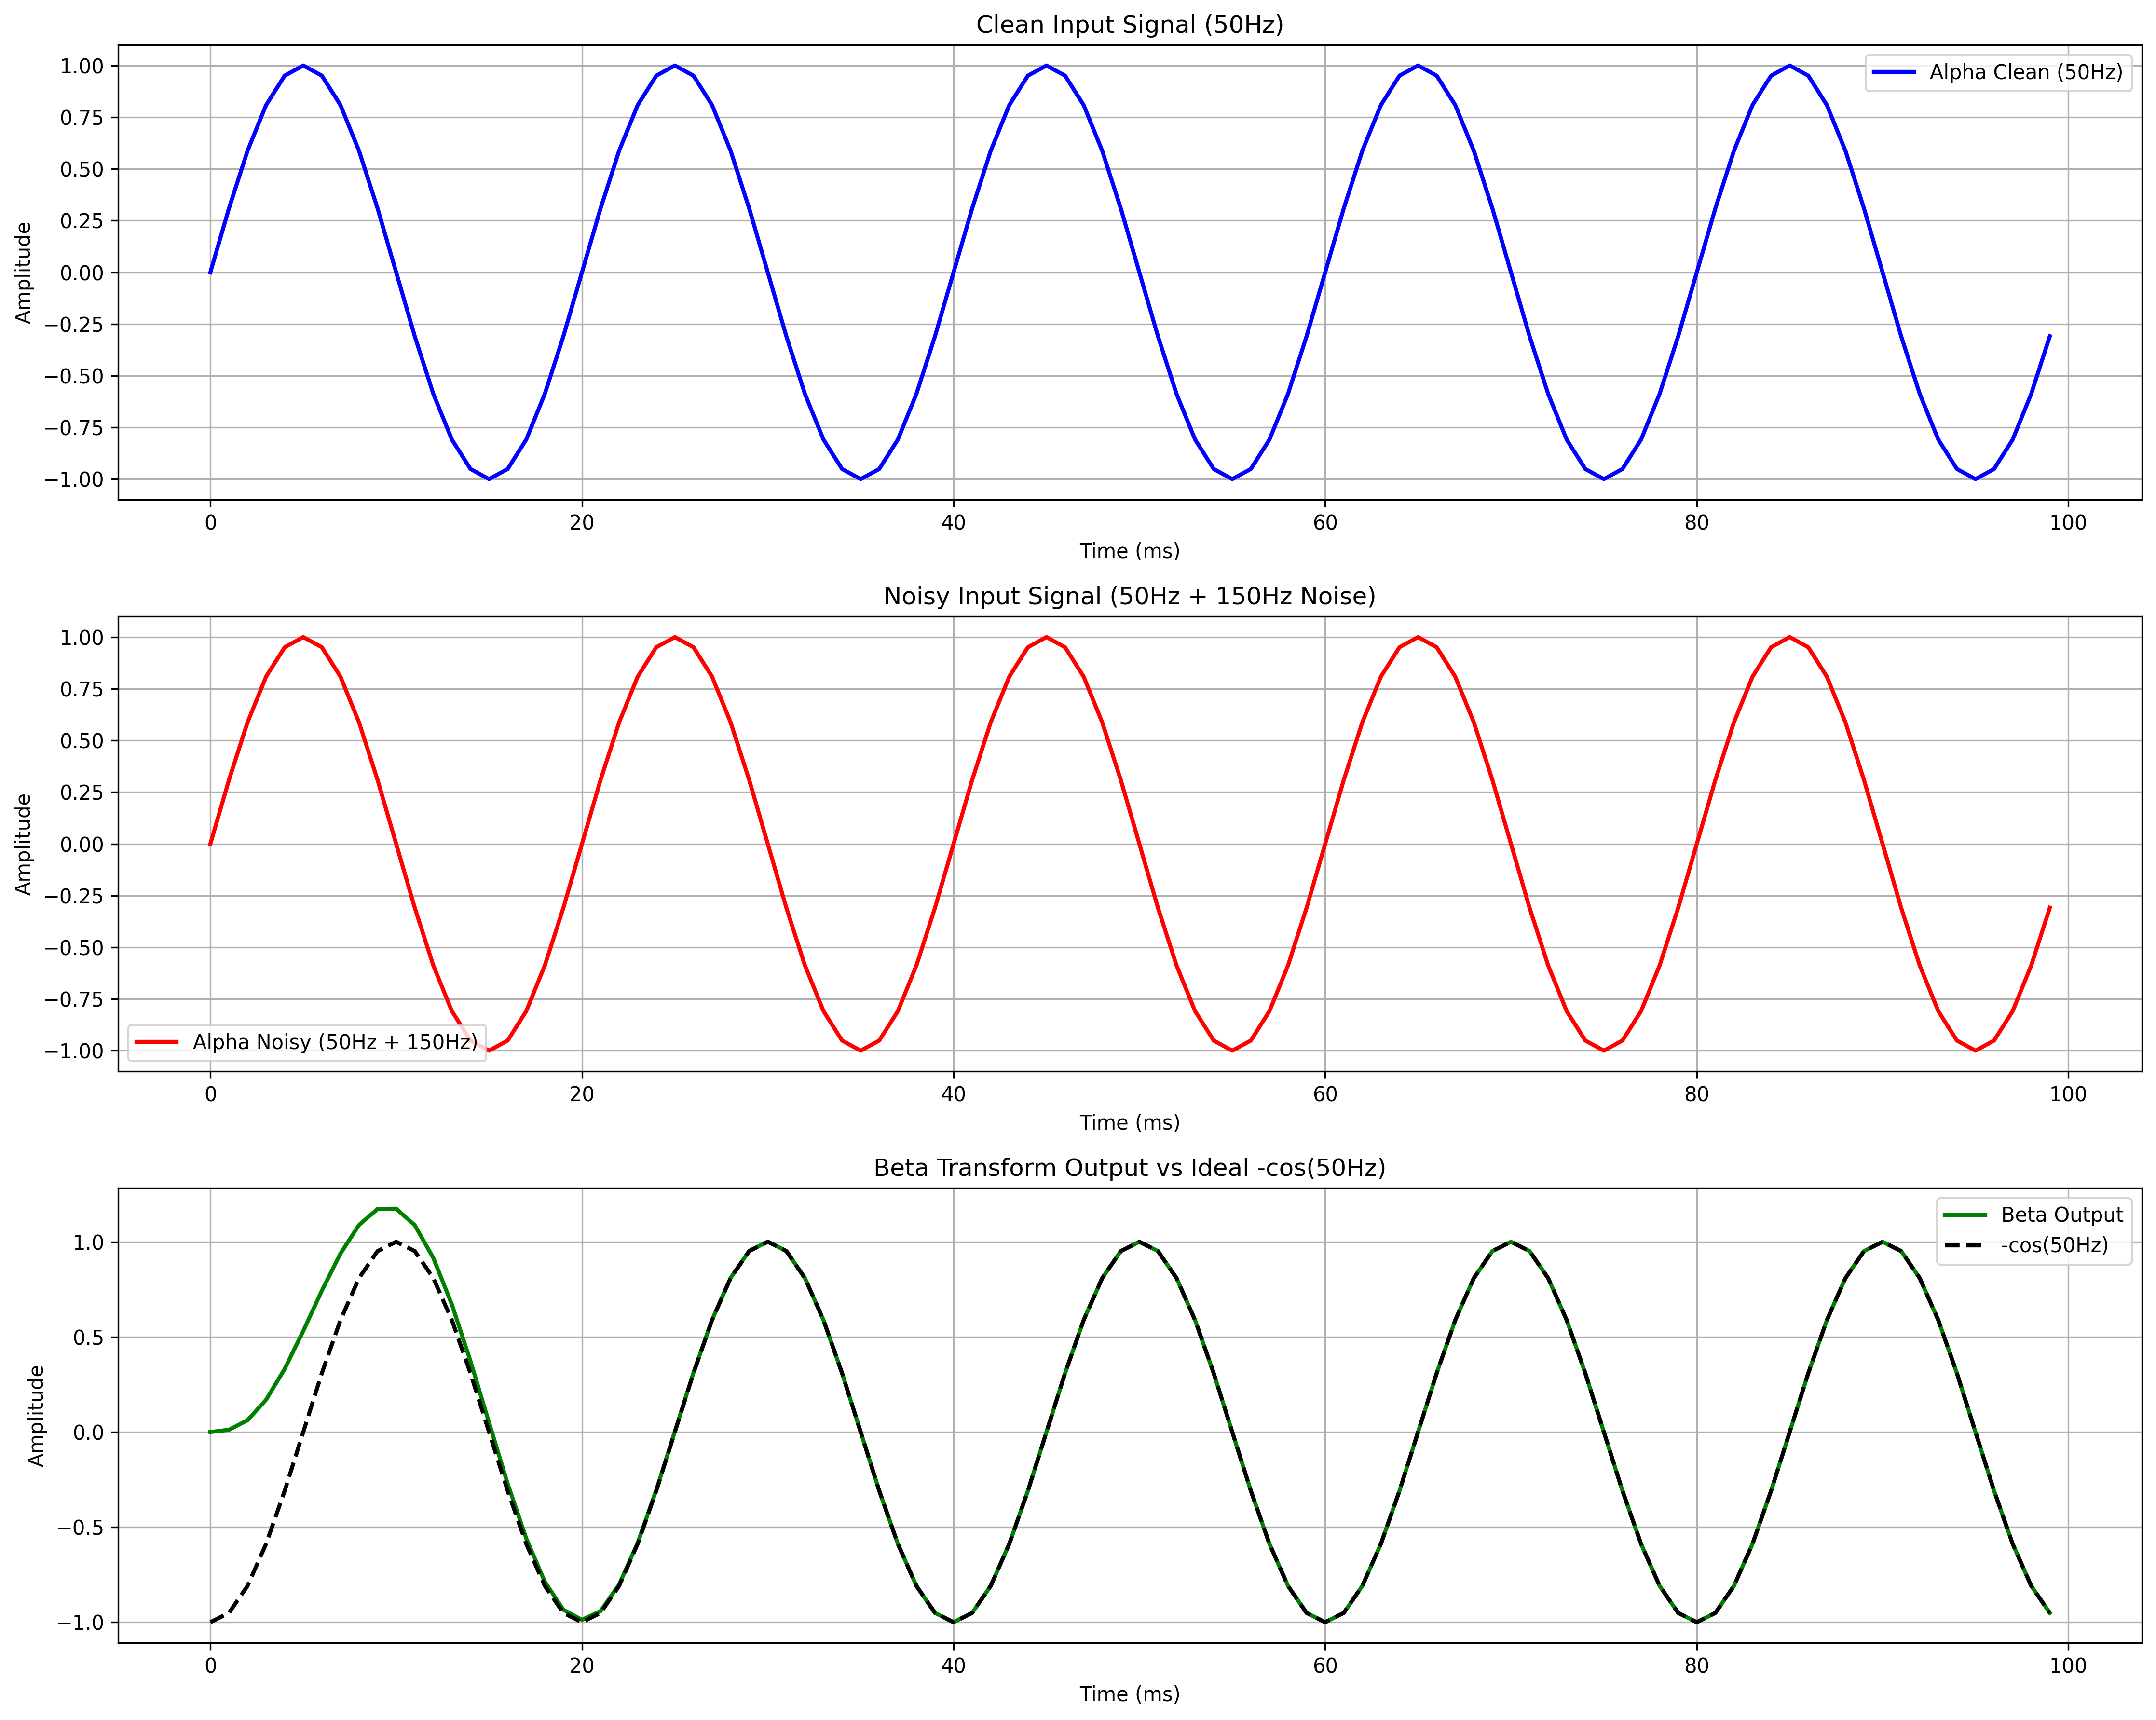 Clean Input Signal (50Hz)
Alpha Clean (50Hz)
1.00
0.75
0.50
0.25
0.00
−0.25
−0.50
−0.75
−1.00
Amplitude
0 20 40 60 80 100
Time (ms)
Noisy Input Signal (50Hz + 150Hz Noise)
1.00
0.75
0.50
0.25
0.00
−0.25
−0.50
−0.75
−1.00
Amplitude
Alpha Noisy (50Hz + 150Hz)
0 20 40 60 80 100
Time (ms)
Beta Transform Output vs Ideal -cos(50Hz)
Beta Output
-cos(50Hz)
1.0
0.5
0.0
−0.5
−1.0
Amplitude
0 20 40 60 80 100
Time (ms)